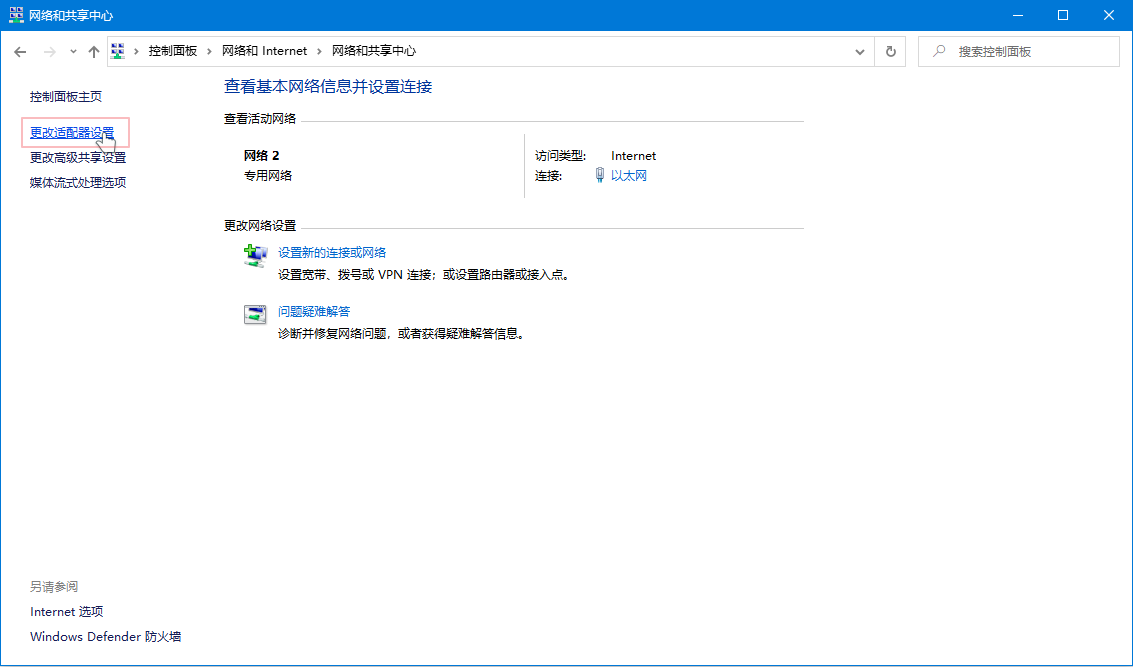 网络和共享中心
控制面板 › 网络和 Internet › 网络和共享中心
搜索控制面板
控制面板主页
更改适配器设置
更改高级共享设置
媒体流式处理选项
查看基本网络信息并设置连接
查看活动网络
网络 2
专用网络
访问类型: Internet
连接: 以太网
更改网络设置
设置新的连接或网络
设置宽带、拨号或 VPN 连接；或设置路由器或接入点。
问题疑难解答
诊断并修复网络问题，或者获得疑难解答信息。
另请参阅
Internet 选项
Windows Defender 防火墙